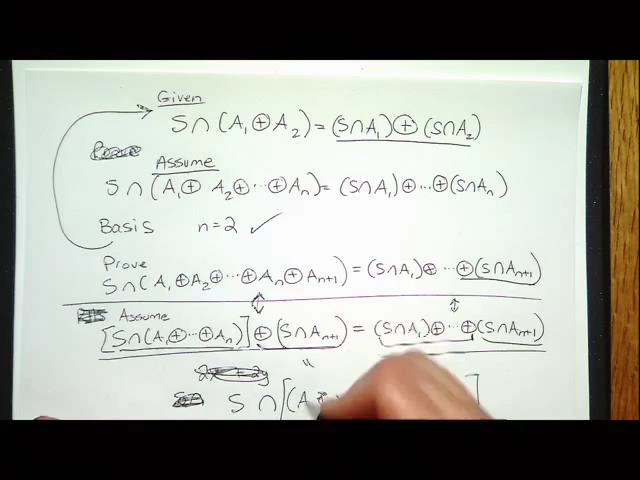 Given
S∩(A₁⊕A₂)=(S∩A₁)⊕(S∩A₂)
Assume
S∩(A₁⊕A₂⊕···⊕Aₙ)=(S∩A₁)⊕...⊕(S∩Aₙ)
Basis n=2 ✓
Prove
S∩(A₁⊕A₂⊕···⊕Aₙ⊕Aₙ₊₁)=(S∩A₁)⊕···⊕(S∩Aₙ₊₁)
Assume
[S∩(A₁⊕···⊕Aₙ)]⊕(S∩Aₙ₊₁)=(S∩A₁)⊕···⊕(S∩Aₙ₊₁)
S∩[(A